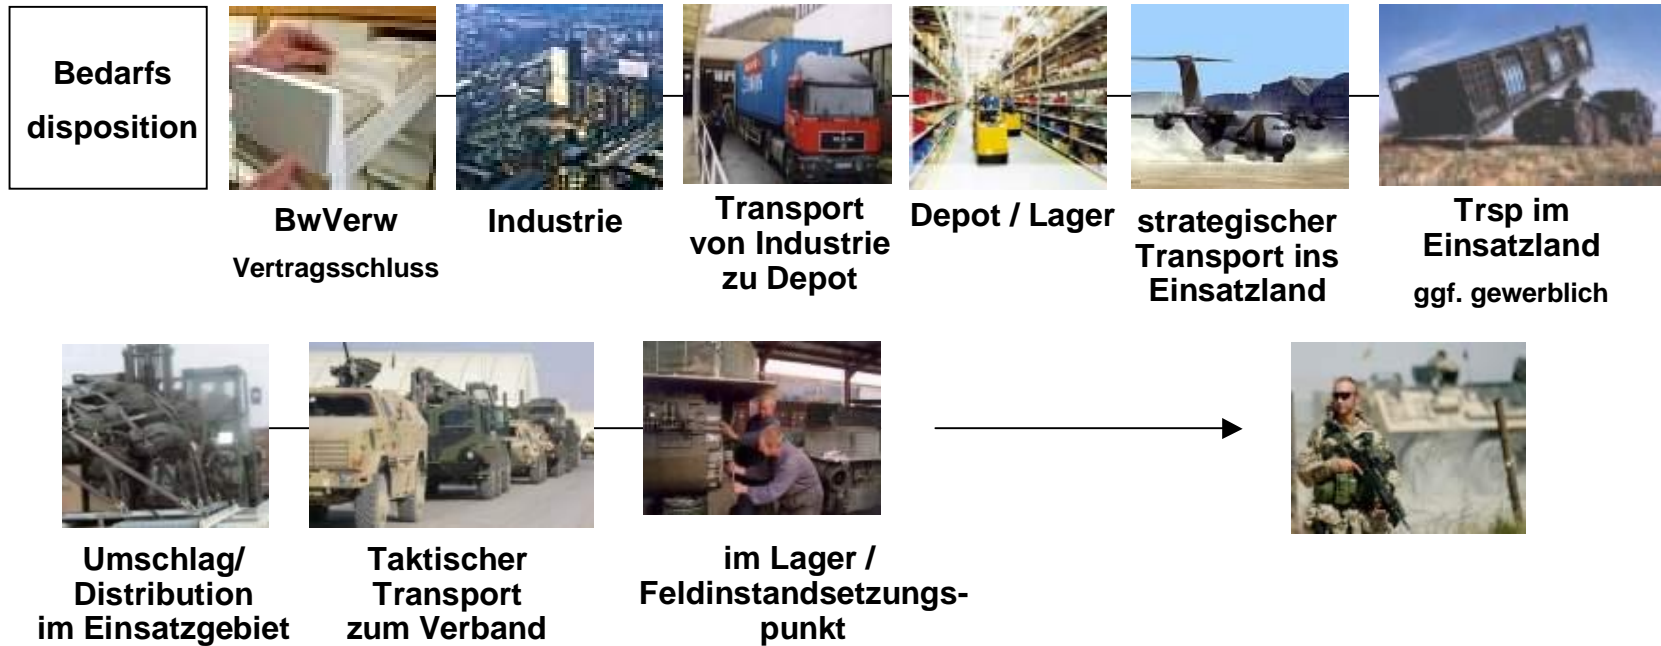 Bedarfs
disposition
BwVerw
Vertragsschluss
Industrie
Transport
von Industrie
zu Depot
Depot / Lager
strategischer
Transport ins
Einsatzland
Trsp im
Einsatzland
ggf. gewerblich
Umschlag/
Distribution
im Einsatzgebiet
Taktischer
Transport
zum Verband
im Lager /
Feldinstandsetzungs-
punkt